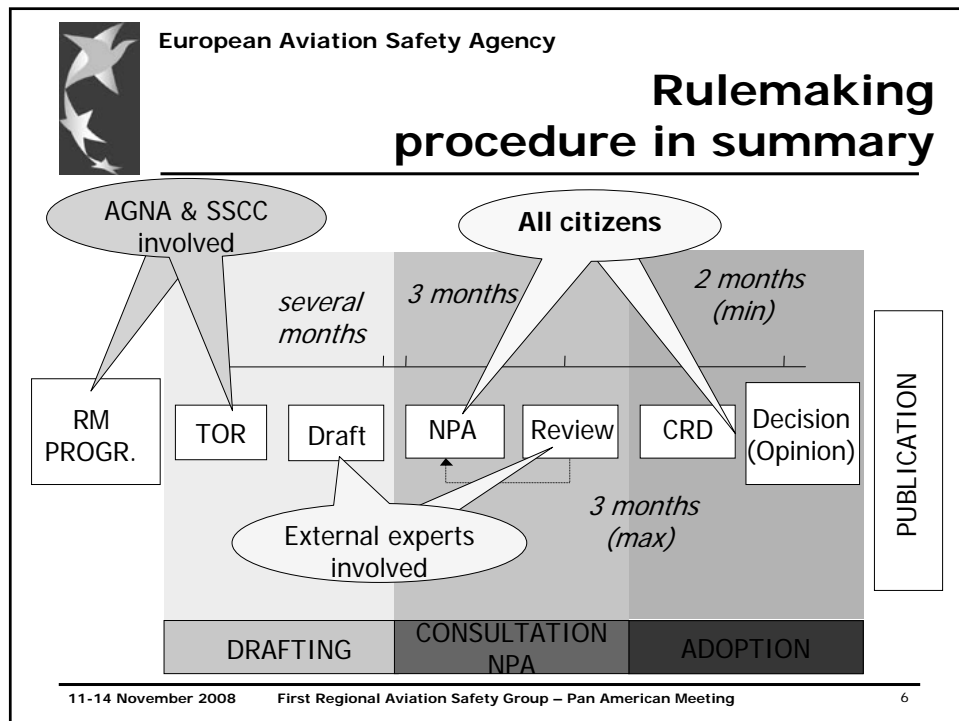 European Aviation Safety Agency
Rulemaking
procedure in summary
AGNA & SSCC
involved
All citizens
several
months
3 months
2 months
(min)
RM
PROGR.
TOR
Draft
NPA
Review
CRD
Decision
(Opinion)
PUBLICATION
External experts
involved
3 months
(max)
DRAFTING
CONSULTATION
NPA
ADOPTION
11-14 November 2008 First Regional Aviation Safety Group – Pan American Meeting 6